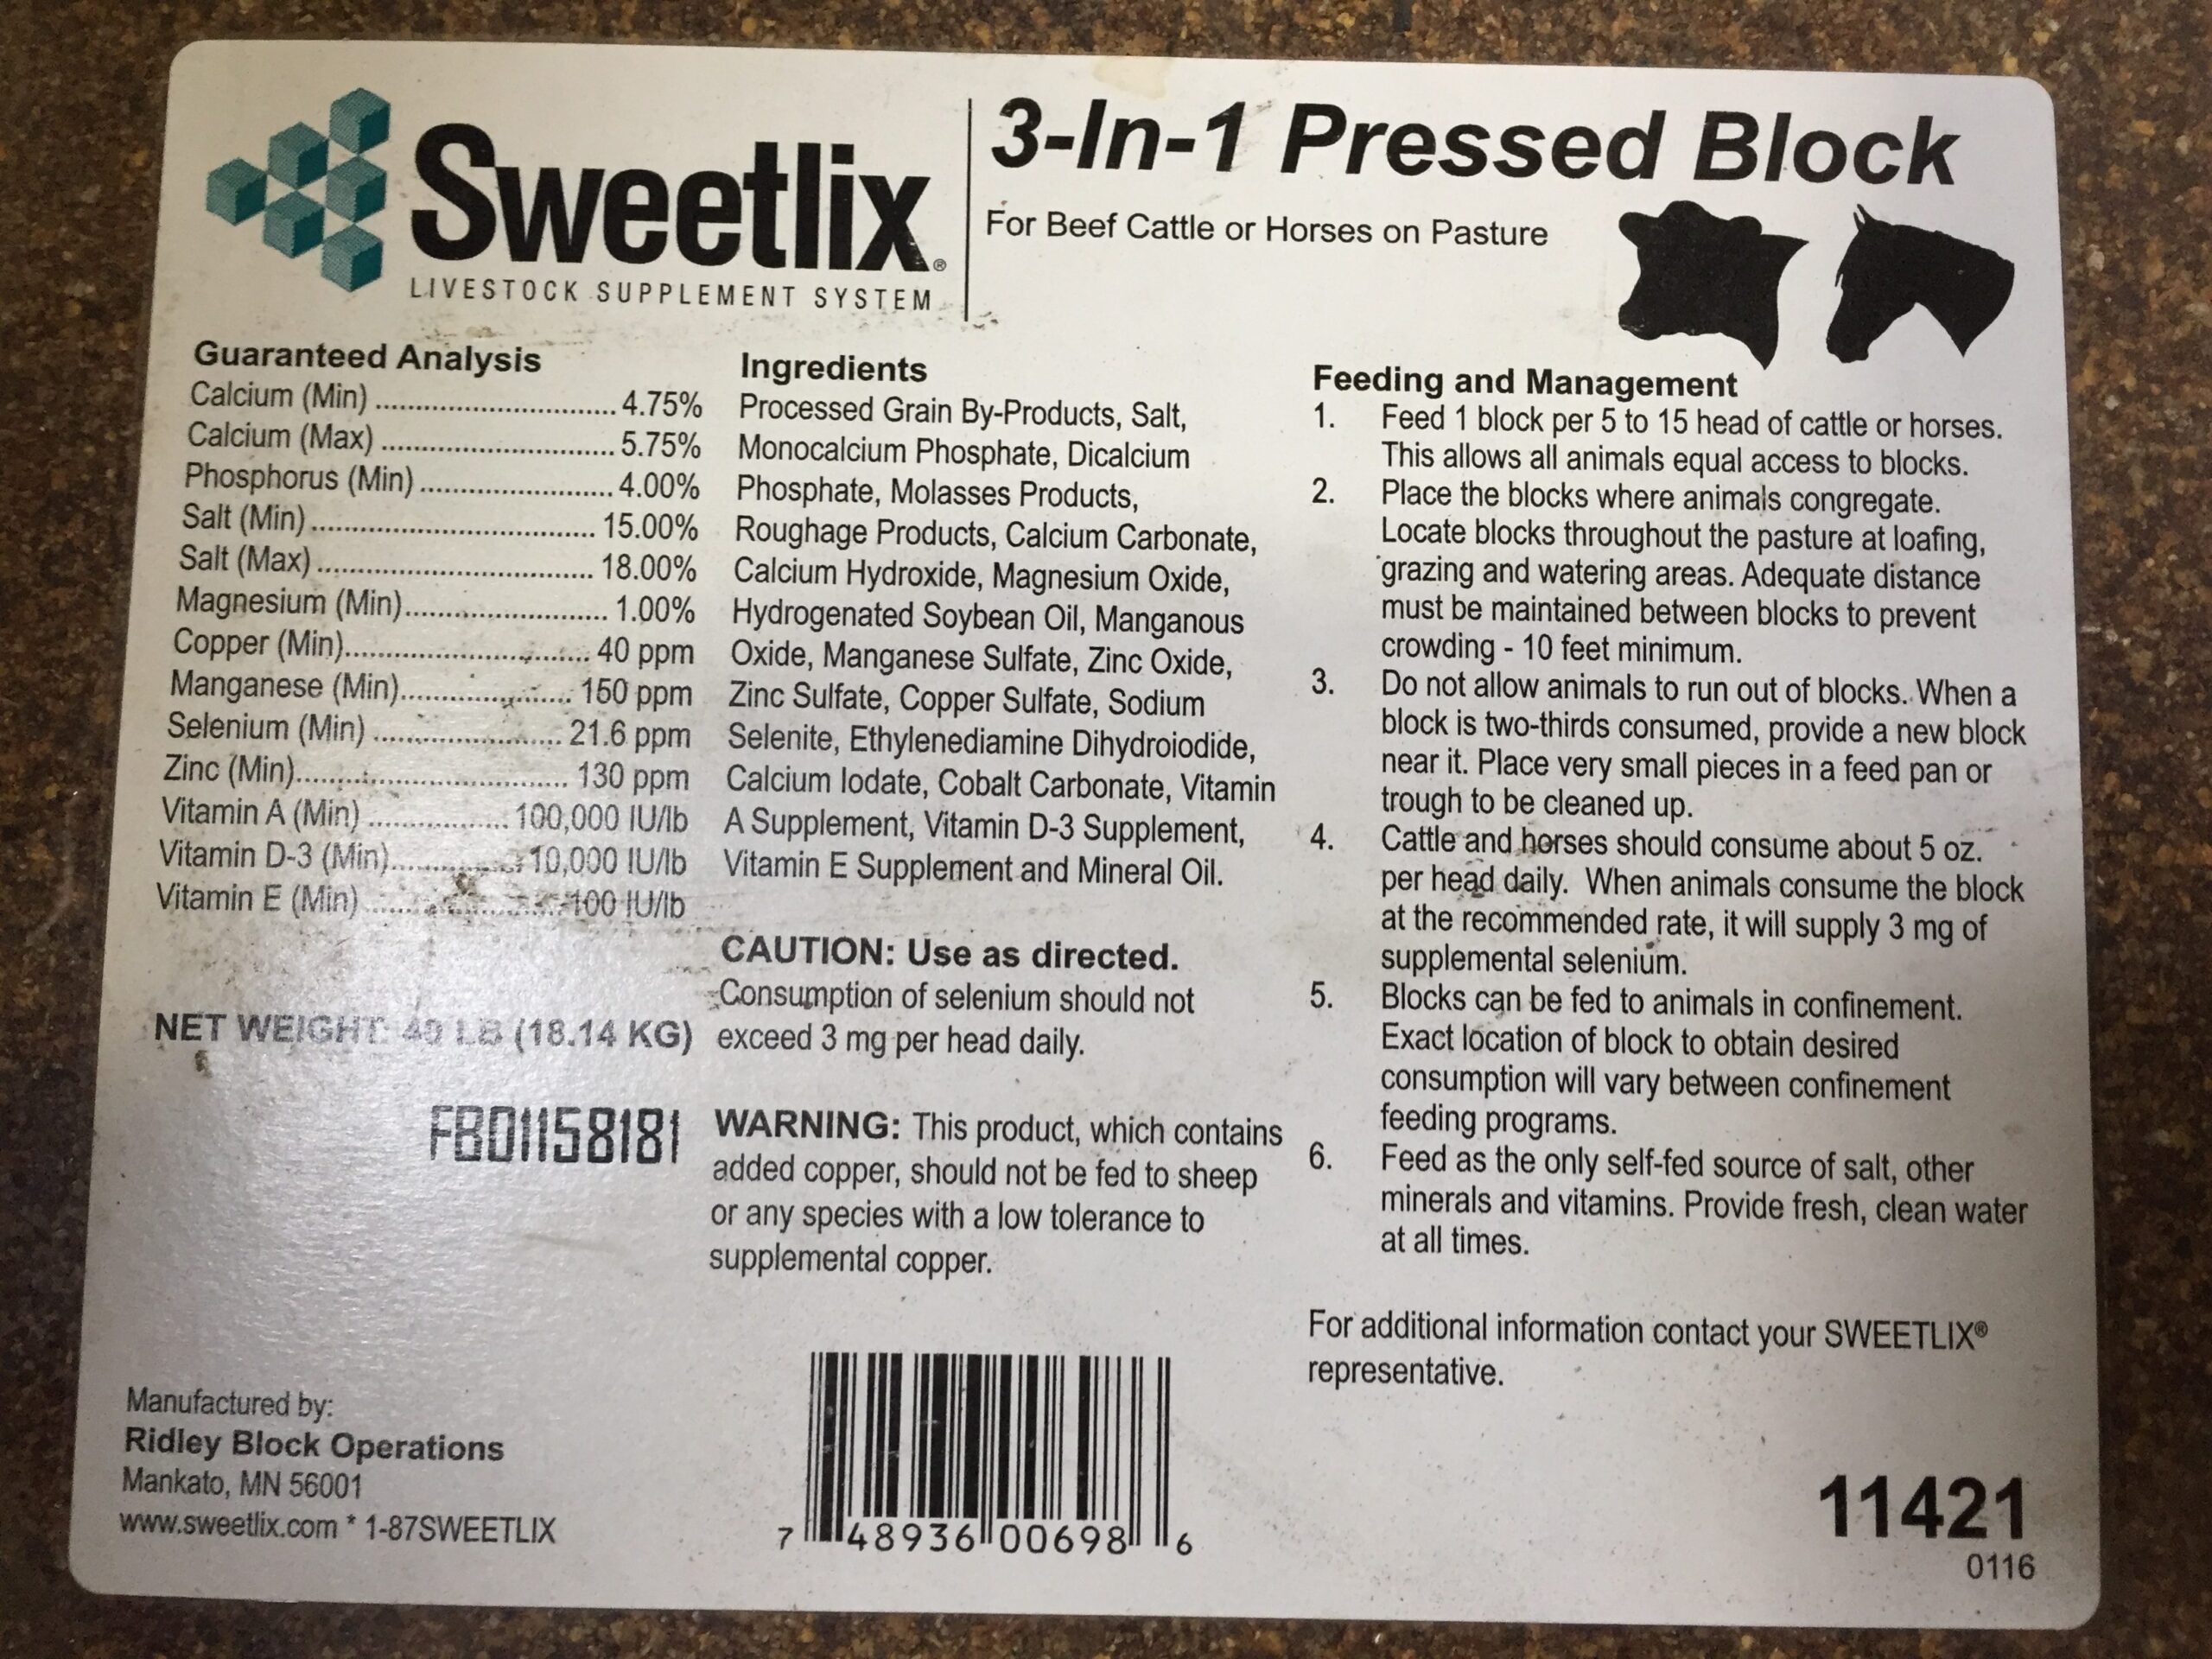 Sweetlix®
LIVESTOCK SUPPLEMENT SYSTEM
3-In-1 Pressed Block
For Beef Cattle or Horses on Pasture
Guaranteed Analysis
Calcium (Min) ............................... 4.75%
Calcium (Max) .............................. 5.75%
Phosphorus (Min) ......................... 4.00%
Salt (Min) ..................................... 15.00%
Salt (Max) .................................... 18.00%
Magnesium (Min) .......................... 1.00%
Copper (Min) ............................... 40 ppm
Manganese (Min) ...................... 150 ppm
Selenium (Min) ........................ 21.6 ppm
Zinc (Min) ................................... 130 ppm
Vitamin A (Min) .................. 100,000 IU/lb
Vitamin D-3 (Min) ................ 10,000 IU/lb
Vitamin E (Min) ......................... 100 IU/lb
NET WEIGHT: 40 LB (18.14 KG)
FB01158181
Manufactured by:
Ridley Block Operations
Mankato, MN 56001
www.sweetlix.com * 1-87SWEETLIX
Ingredients
Processed Grain By-Products, Salt,
Monocalcium Phosphate, Dicalcium
Phosphate, Molasses Products,
Roughage Products, Calcium Carbonate,
Calcium Hydroxide, Magnesium Oxide,
Hydrogenated Soybean Oil, Manganous
Oxide, Manganese Sulfate, Zinc Oxide,
Zinc Sulfate, Copper Sulfate, Sodium
Selenite, Ethylenediamine Dihydroiodide,
Calcium Iodate, Cobalt Carbonate, Vitamin
A Supplement, Vitamin D-3 Supplement,
Vitamin E Supplement and Mineral Oil.
CAUTION: Use as directed.
Consumption of selenium should not
exceed 3 mg per head daily.
WARNING: This product, which contains
added copper, should not be fed to sheep
or any species with a low tolerance to
supplemental copper.
7 48936 00698 6
Feeding and Management
1. Feed 1 block per 5 to 15 head of cattle or horses.
This allows all animals equal access to blocks.
2. Place the blocks where animals congregate.
Locate blocks throughout the pasture at loafing,
grazing and watering areas. Adequate distance
must be maintained between blocks to prevent
crowding - 10 feet minimum.
3. Do not allow animals to run out of blocks. When a
block is two-thirds consumed, provide a new block
near it. Place very small pieces in a feed pan or
trough to be cleaned up.
4. Cattle and horses should consume about 5 oz.
per head daily. When animals consume the block
at the recommended rate, it will supply 3 mg of
supplemental selenium.
5. Blocks can be fed to animals in confinement.
Exact location of block to obtain desired
consumption will vary between confinement
feeding programs.
6. Feed as the only self-fed source of salt, other
minerals and vitamins. Provide fresh, clean water
at all times.
For additional information contact your SWEETLIX®
representative.
11421
0116